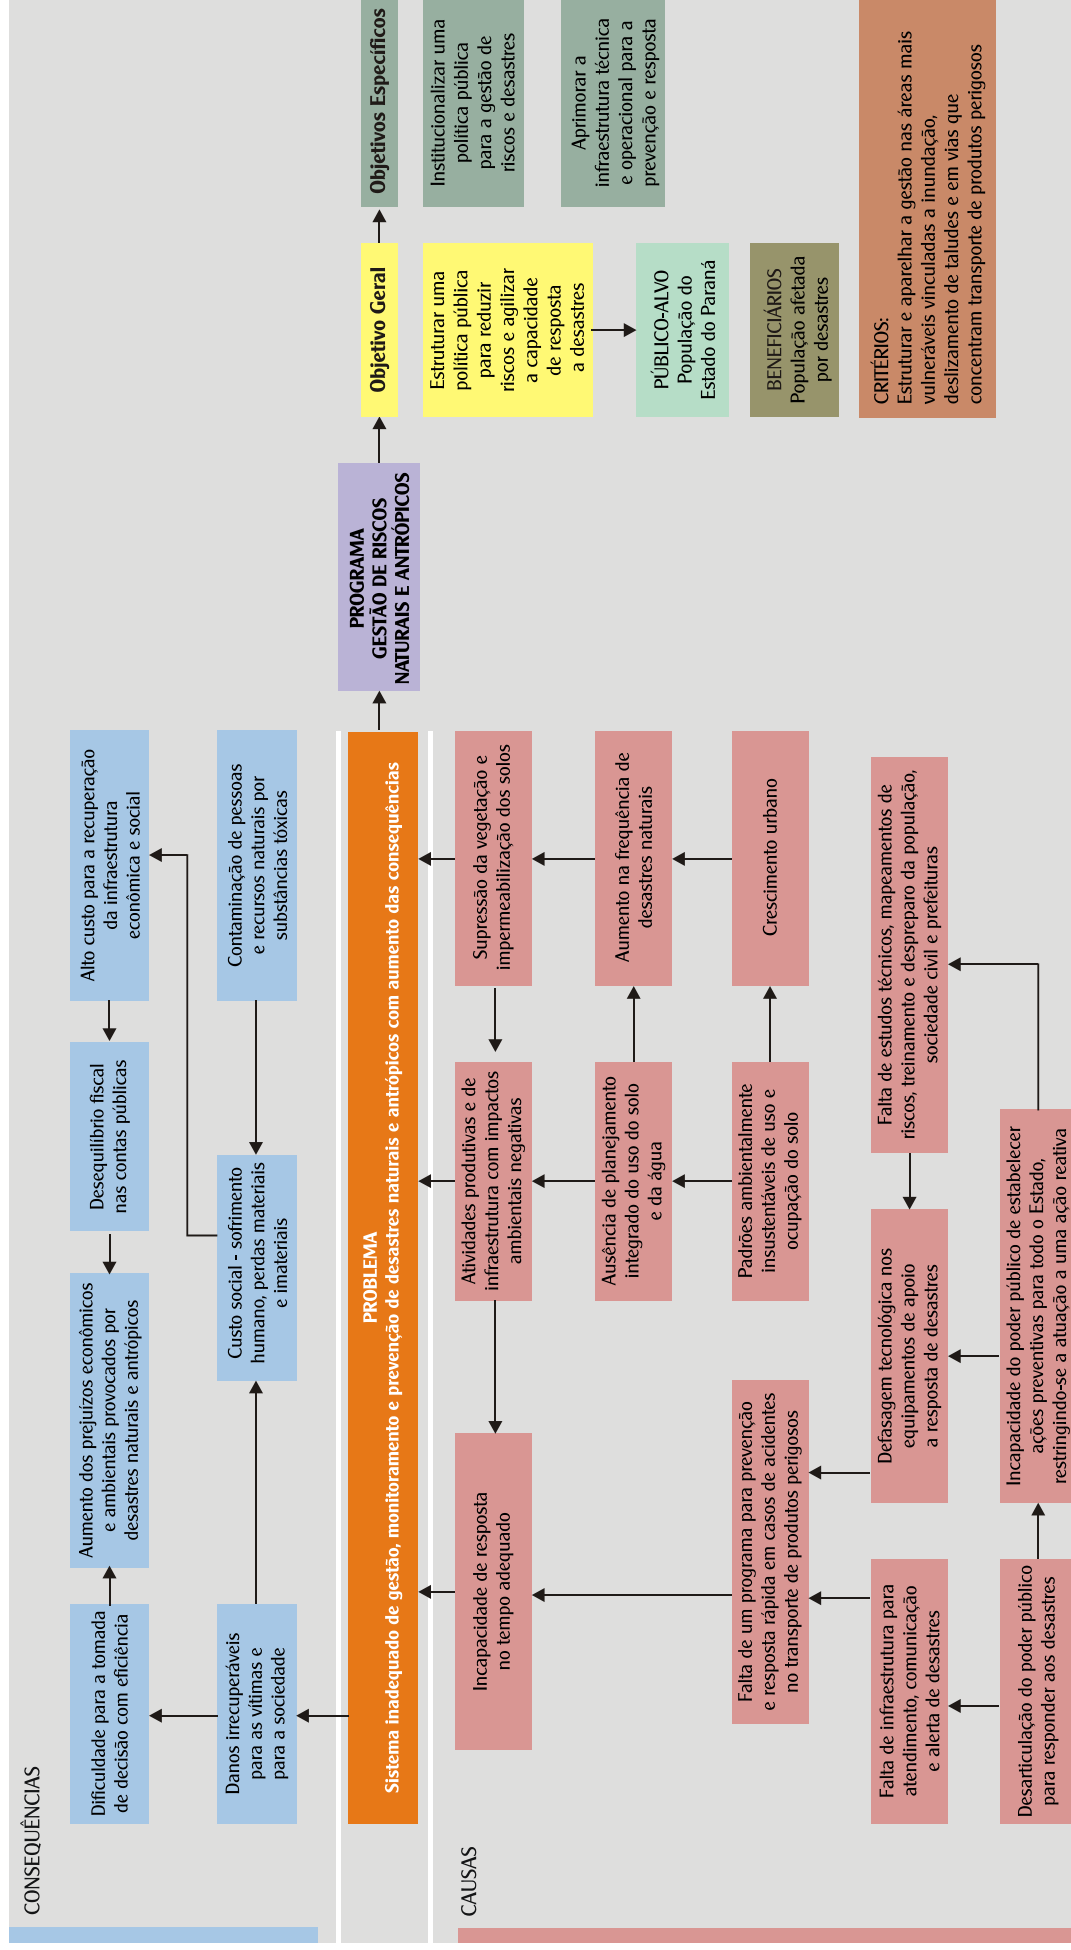 CONSEQUÊNCIAS
Dificuldade para a tomada
de decisão com eficiência
Aumento dos prejuízos econômicos
e ambientais provocados por
desastres naturais e antrópicos
Desequilíbrio fiscal
nas contas públicas
Alto custo para a recuperação
da infraestrutura
econômica e social
Danos irrecuperáveis
para as vítimas e
para a sociedade
Custo social - sofrimento
humano, perdas materiais
e imateriais
Contaminação de pessoas
e recursos naturais por
substâncias tóxicas
PROBLEMA
Sistema inadequado de gestão, monitoramento e prevenção de desastres naturais e antrópicos com aumento das consequências
PROGRAMA
GESTÃO DE RISCOS
NATURAIS E ANTRÓPICOS
Objetivo Geral
Objetivos Específicos
Estruturar uma
política pública
para reduzir
riscos e agilizar
a capacidade
de resposta
a desastres
Institucionalizar uma
política pública
para a gestão de
riscos e desastres
Aprimorar a
infraestrutura técnica
e operacional para a
prevenção e resposta
PÚBLICO-ALVO
População do
Estado do Paraná
BENEFICIÁRIOS
População afetada
por desastres
CRITÉRIOS:
Estruturar e aparelhar a gestão nas áreas mais
vulneráveis vinculadas a inundação,
deslizamento de taludes e em vias que
concentram transporte de produtos perigosos
CAUSAS
Incapacidade de resposta
no tempo adequado
Atividades produtivas e de
infraestrutura com impactos
ambientais negativas
Supressão da vegetação e
impermeabilização dos solos
Ausência de planejamento
integrado do uso do solo
e da água
Aumento na frequência de
desastres naturais
Falta de um programa para prevenção
e resposta rápida em casos de acidentes
no transporte de produtos perigosos
Padrões ambientalmente
insustentáveis de uso e
ocupação do solo
Crescimento urbano
Falta de infraestrutura para
atendimento, comunicação
e alerta de desastres
Defasagem tecnológica nos
equipamentos de apoio
a resposta de desastres
Falta de estudos técnicos, mapeamentos de
riscos, treinamento e despreparo da população,
sociedade civil e prefeituras
Desarticulação do poder público
para responder aos desastres
Incapacidade do poder público de estabelecer
ações preventivas para todo o Estado,
restringindo-se a atuação a uma ação reativa